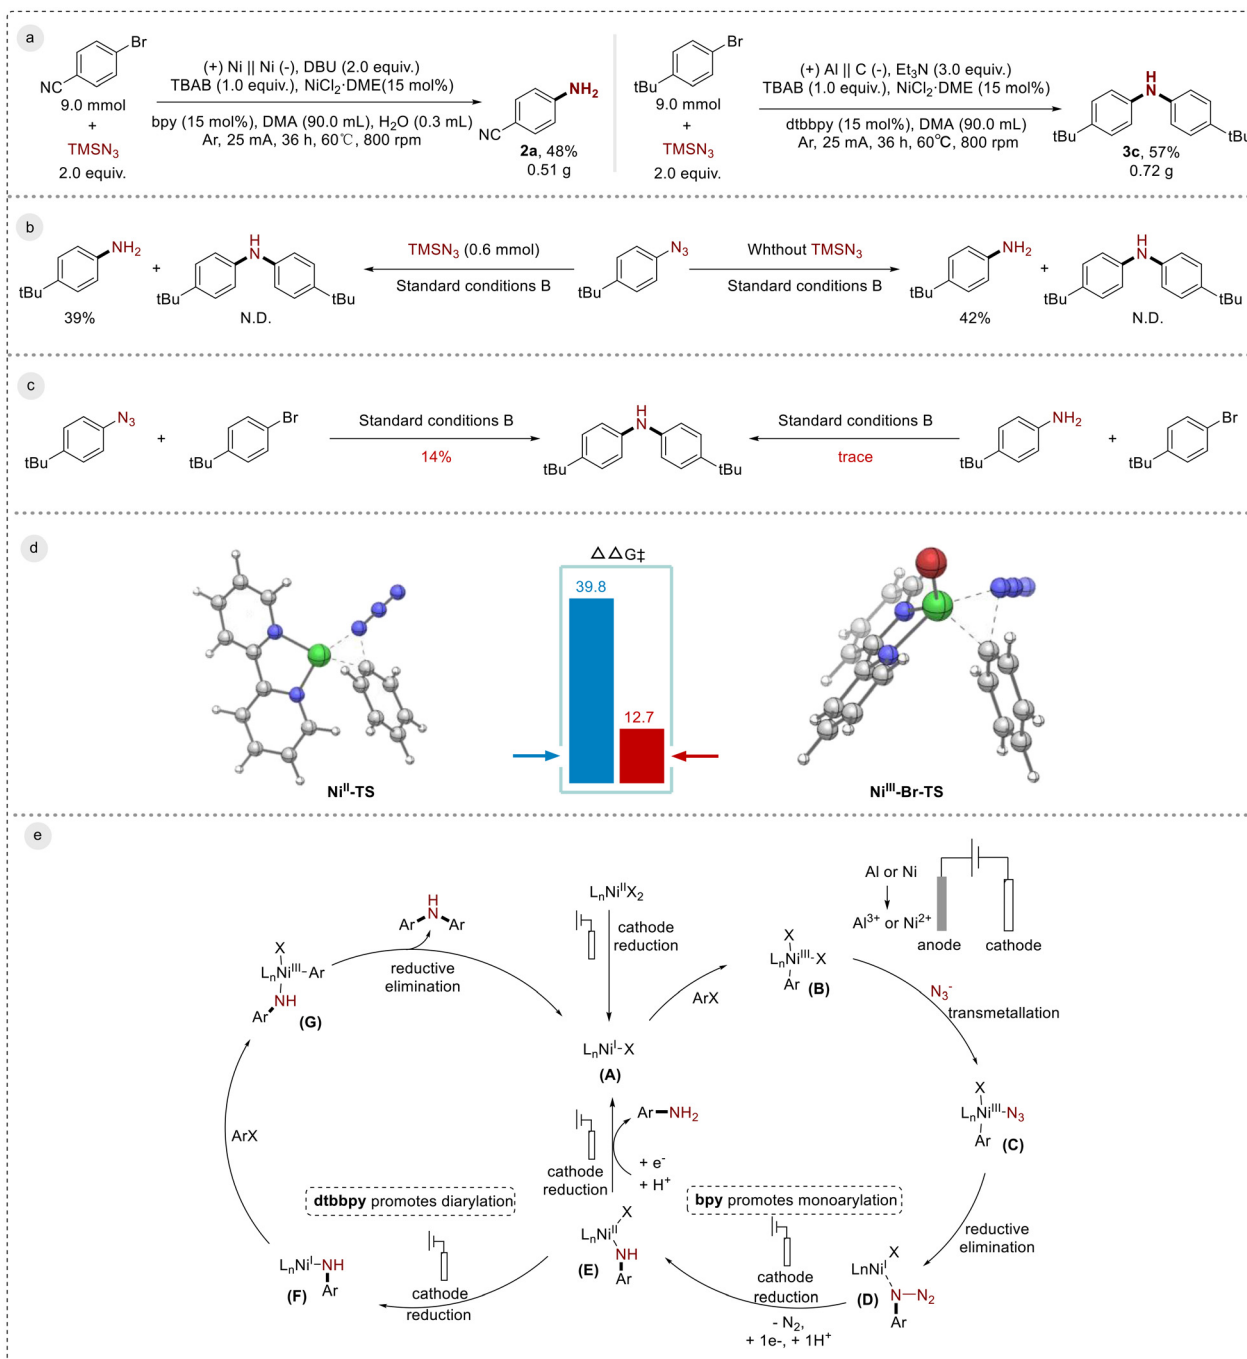 a
Br
CN
9.0 mmol
+
TMSN₃
2.0 equiv.
(+) Ni || Ni (-), DBU (2.0 equiv.)
TBAB (1.0 equiv.), NiCl₂·DME(15 mol%)
bpy (15 mol%), DMA (90.0 mL), H₂O (0.3 mL)
Ar, 25 mA, 36 h, 60℃, 800 rpm
NH₂
CN
2a, 48%
0.51 g
Br
tBu
9.0 mmol
+
TMSN₃
2.0 equiv.
(+) Al || C (-), Et₃N (3.0 equiv.)
TBAB (1.0 equiv.), NiCl₂·DME (15 mol%)
dtbbpy (15 mol%), DMA (90.0 mL)
Ar, 25 mA, 36 h, 60°C, 800 rpm
H
N
tBu
tBu
3c, 57%
0.72 g
b
NH₂
tBu
39%
+
H
N
tBu
tBu
N.D.
TMSN₃ (0.6 mmol)
Standard conditions B
N₃
tBu
Whthout TMSN₃
Standard conditions B
NH₂
tBu
42%
+
H
N
tBu
tBu
N.D.
c
N₃
tBu
+
Br
tBu
Standard conditions B
14%
H
N
tBu
tBu
Standard conditions B
trace
NH₂
tBu
+
Br
tBu
d
△△G‡
39.8
12.7
Niᴵᴵ-TS
Niᴵᴵᴵ-Br-TS
e
LₙNiᴵᴵX₂
cathode
reduction
Al or Ni
Al³⁺ or Ni²⁺
anode
cathode
H
N
Ar
Ar
reductive
elimination
X
LₙNiᴵᴵᴵ-Ar
NH
Ar
(G)
ArX
X
LₙNiᴵᴵᴵ-X
Ar
(B)
N₃⁻
transmetallation
LₙNiᴵ-X
(A)
X
LₙNiᴵᴵᴵ-N₃
Ar
(C)
ArX
Ar-NH₂
cathode
reduction
+ e⁻
+ H⁺
dtbbpy promotes diarylation
bpy promotes monoarylation
reductive
elimination
X
LₙNiᴵᴵ
NH
Ar
(E)
LₙNiᴵ-NH
Ar
(F)
cathode
reduction
cathode
reduction
- N₂,
+ 1e-, + 1H⁺
X
LnNiᴵ
N-N₂
Ar
(D)